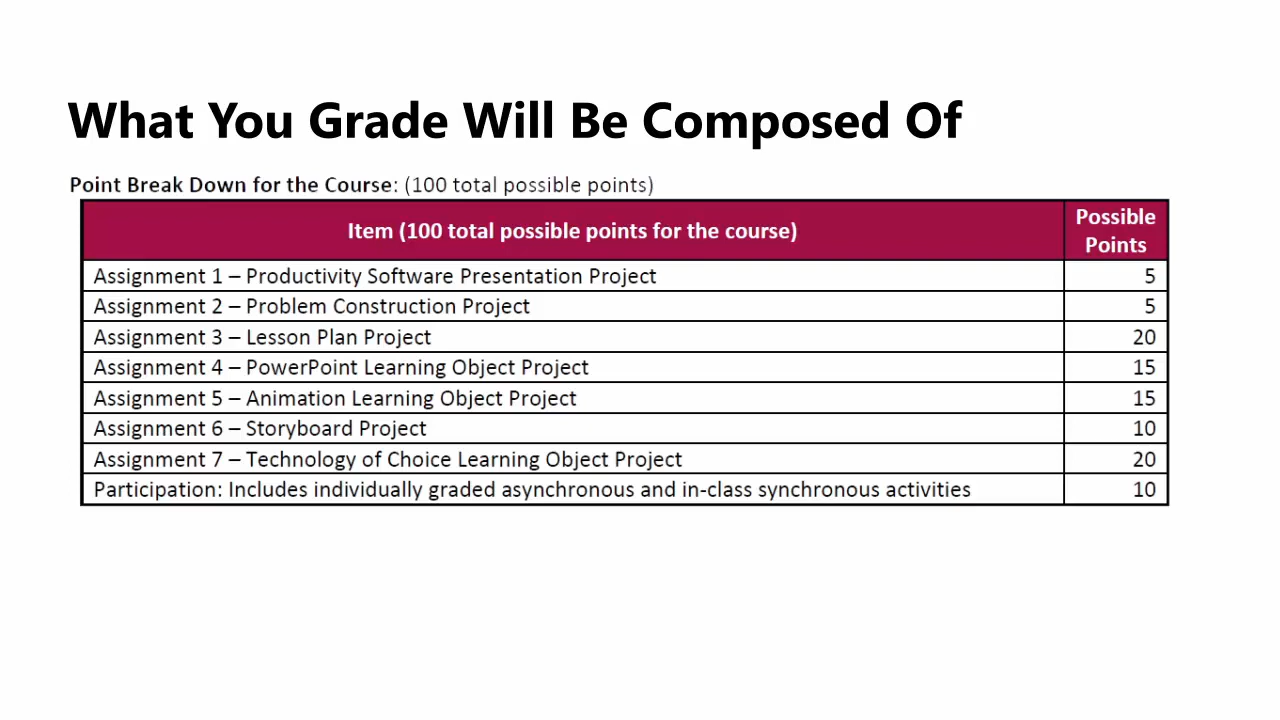 What You Grade Will Be Composed Of
Point Break Down for the Course: (100 total possible points)
Item (100 total possible points for the course) Possible Points
Assignment 1 – Productivity Software Presentation Project 5
Assignment 2 – Problem Construction Project 5
Assignment 3 – Lesson Plan Project 20
Assignment 4 – PowerPoint Learning Object Project 15
Assignment 5 – Animation Learning Object Project 15
Assignment 6 – Storyboard Project 10
Assignment 7 – Technology of Choice Learning Object Project 20
Participation: Includes individually graded asynchronous and in-class synchronous activities 10